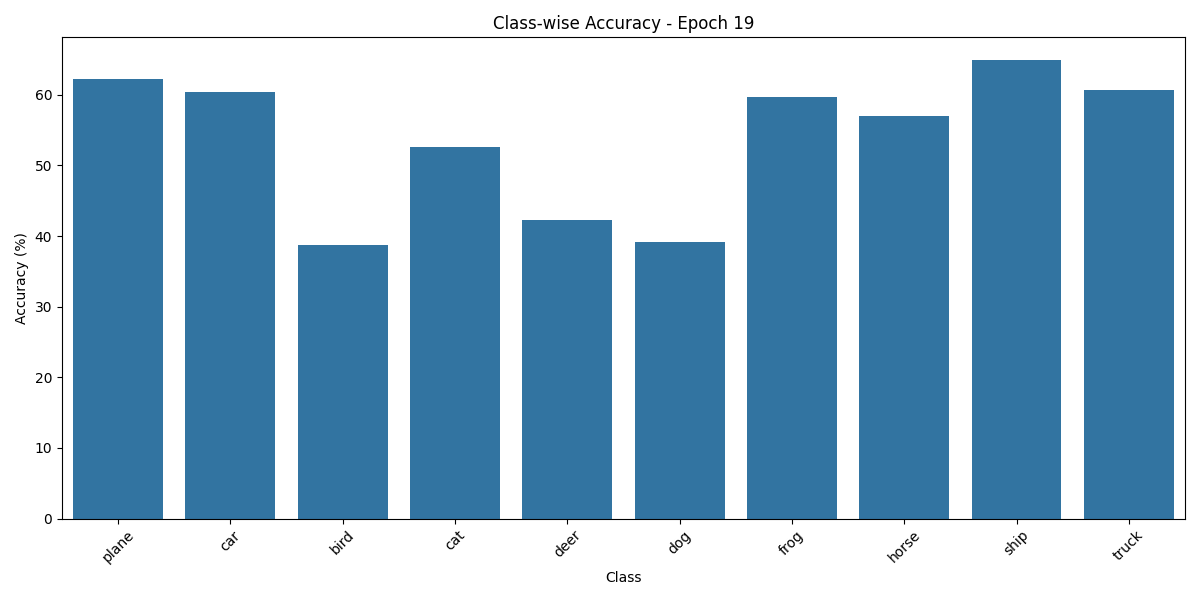 Class-wise Accuracy - Epoch 19
Accuracy (%)
60
50
40
30
20
10
0
plane car bird cat deer dog frog horse ship truck
Class